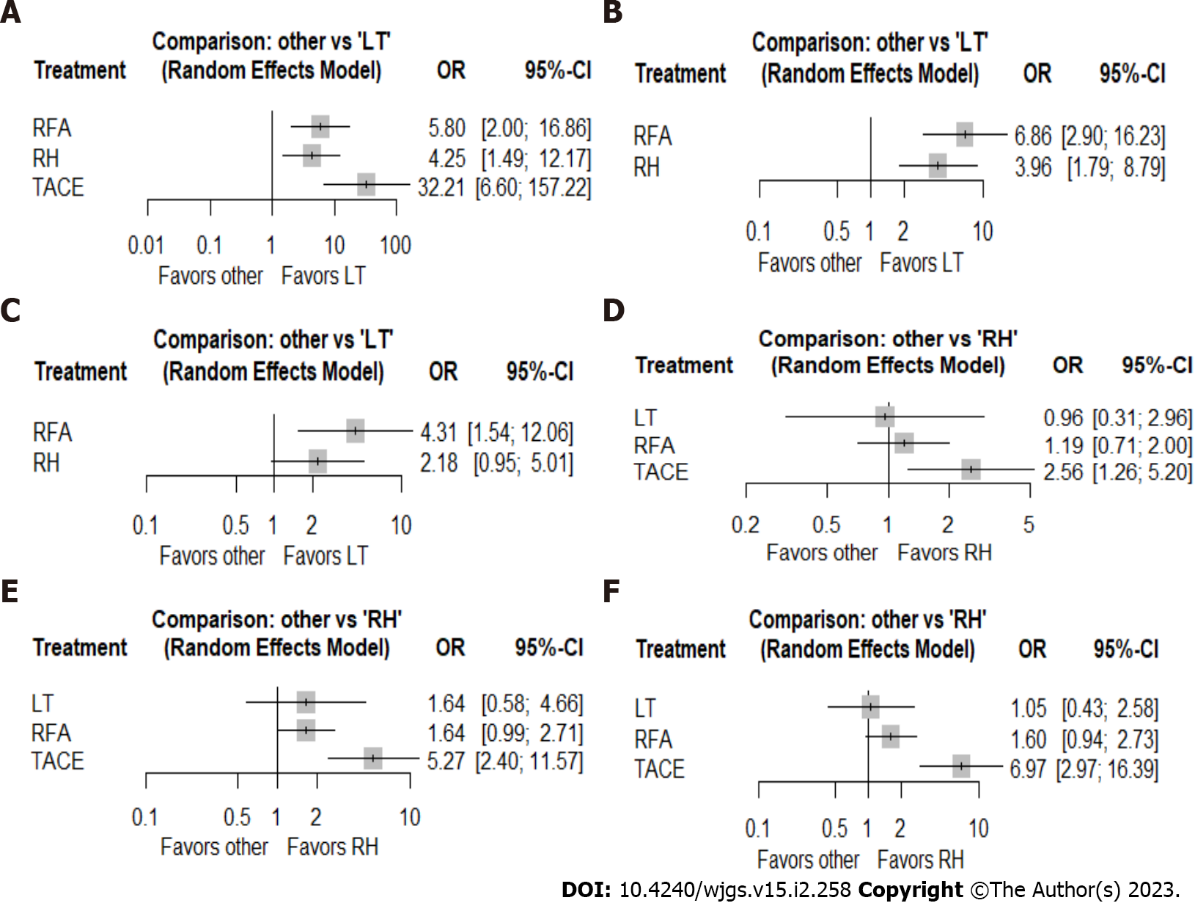 A
Comparison: other vs 'LT'
Treatment (Random Effects Model) OR 95%-CI
RFA 5.80 [2.00; 16.86]
RH 4.25 [1.49; 12.17]
TACE 32.21 [6.60; 157.22]
0.01 0.1 1 10 100
Favors other Favors LT
B
Comparison: other vs 'LT'
Treatment (Random Effects Model) OR 95%-CI
RFA 6.86 [2.90; 16.23]
RH 3.96 [1.79; 8.79]
0.1 0.5 1 2 10
Favors other Favors LT
C
Comparison: other vs 'LT'
Treatment (Random Effects Model) OR 95%-CI
RFA 4.31 [1.54; 12.06]
RH 2.18 [0.95; 5.01]
0.1 0.5 1 2 10
Favors other Favors LT
D
Comparison: other vs 'RH'
Treatment (Random Effects Model) OR 95%-CI
LT 0.96 [0.31; 2.96]
RFA 1.19 [0.71; 2.00]
TACE 2.56 [1.26; 5.20]
0.2 0.5 1 2 5
Favors other Favors RH
E
Comparison: other vs 'RH'
Treatment (Random Effects Model) OR 95%-CI
LT 1.64 [0.58; 4.66]
RFA 1.64 [0.99; 2.71]
TACE 5.27 [2.40; 11.57]
0.1 0.5 1 2 10
Favors other Favors RH
F
Comparison: other vs 'RH'
Treatment (Random Effects Model) OR 95%-CI
LT 1.05 [0.43; 2.58]
RFA 1.60 [0.94; 2.73]
TACE 6.97 [2.97; 16.39]
0.1 0.5 1 2 10
Favors other Favors RH
DOI: 10.4240/wjgs.v15.i2.258 Copyright ©The Author(s) 2023.